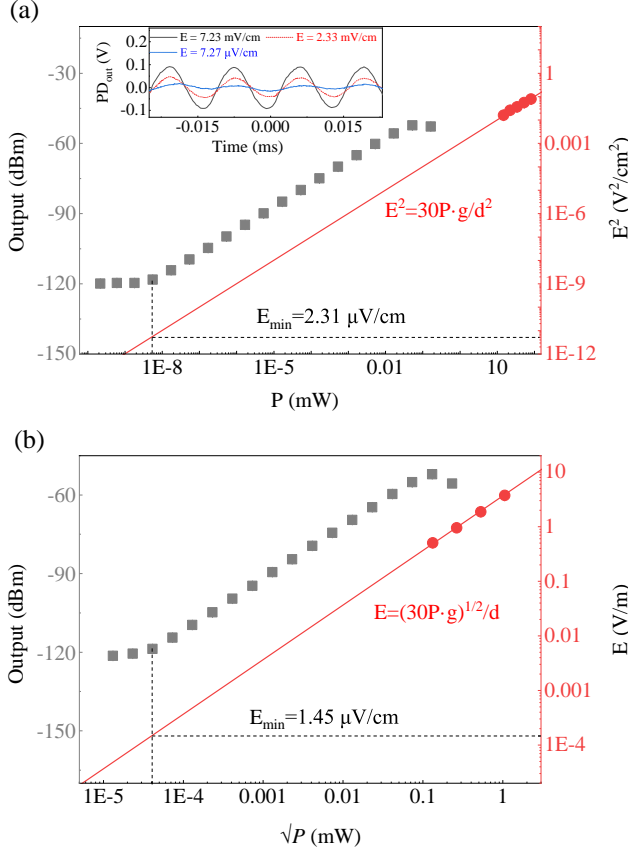 (a)
E = 7.23 mV/cm
E = 2.33 mV/cm
E = 7.27 μV/cm
0.2
0.1
0.0
-0.1
PDout (V)
-0.015
0.000
0.015
Time (ms)
-30
-60
-90
-120
-150
Output (dBm)
1
0.001
1E-6
1E-9
1E-12
E² (V²/cm²)
E²=30P·g/d²
Emin=2.31 μV/cm
1E-8
1E-5
0.01
10
P (mW)
(b)
-60
-90
-120
-150
Output (dBm)
10
1
0.1
0.01
0.001
1E-4
E (V/m)
E=(30P·g)^1/2/d
Emin=1.45 μV/cm
1E-5
1E-4
0.001
0.01
0.1
1
√P (mW)